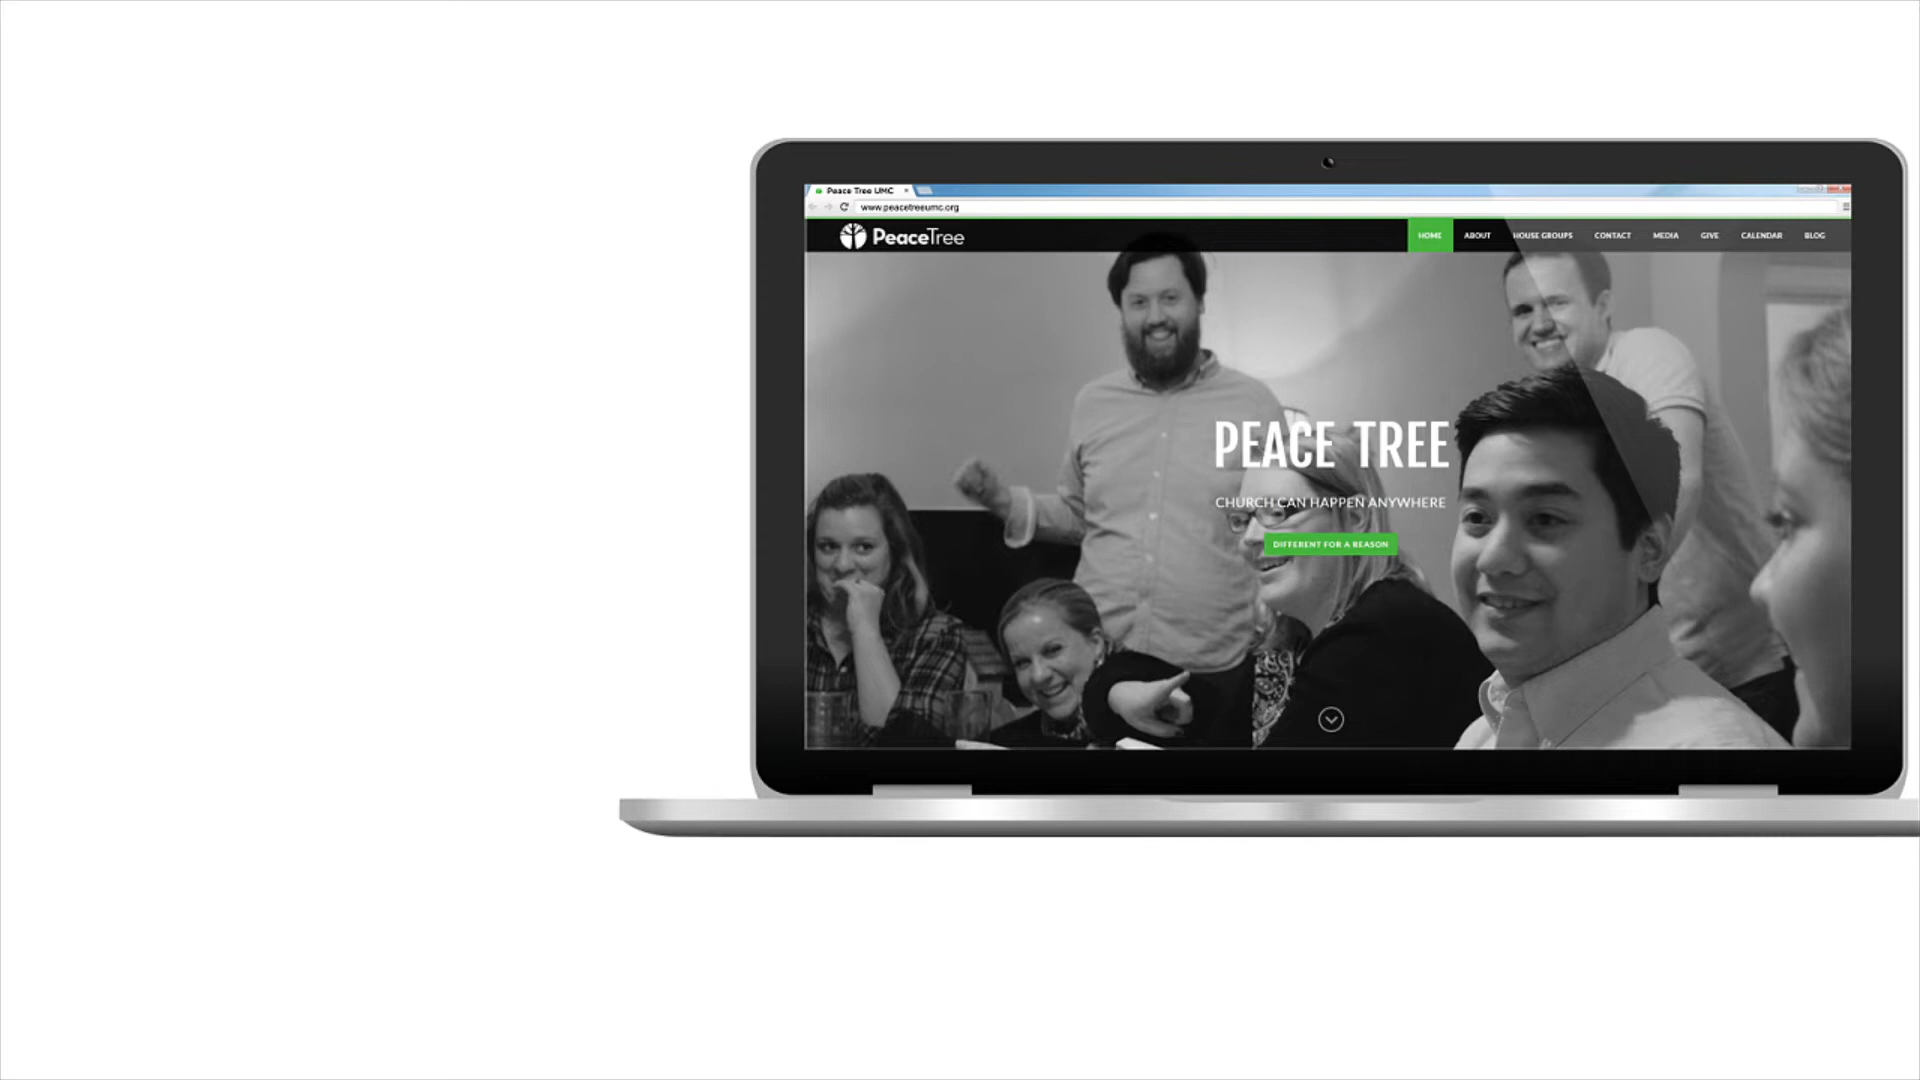 Peace Tree UMC
www.peacetreeumc.org
PeaceTree
HOME ABOUT HOUSE GROUPS CONTACT MEDIA GIVE CALENDAR BLOG
PEACE TREE
CHURCH CAN HAPPEN ANYWHERE
DIFFERENT FOR A REASON